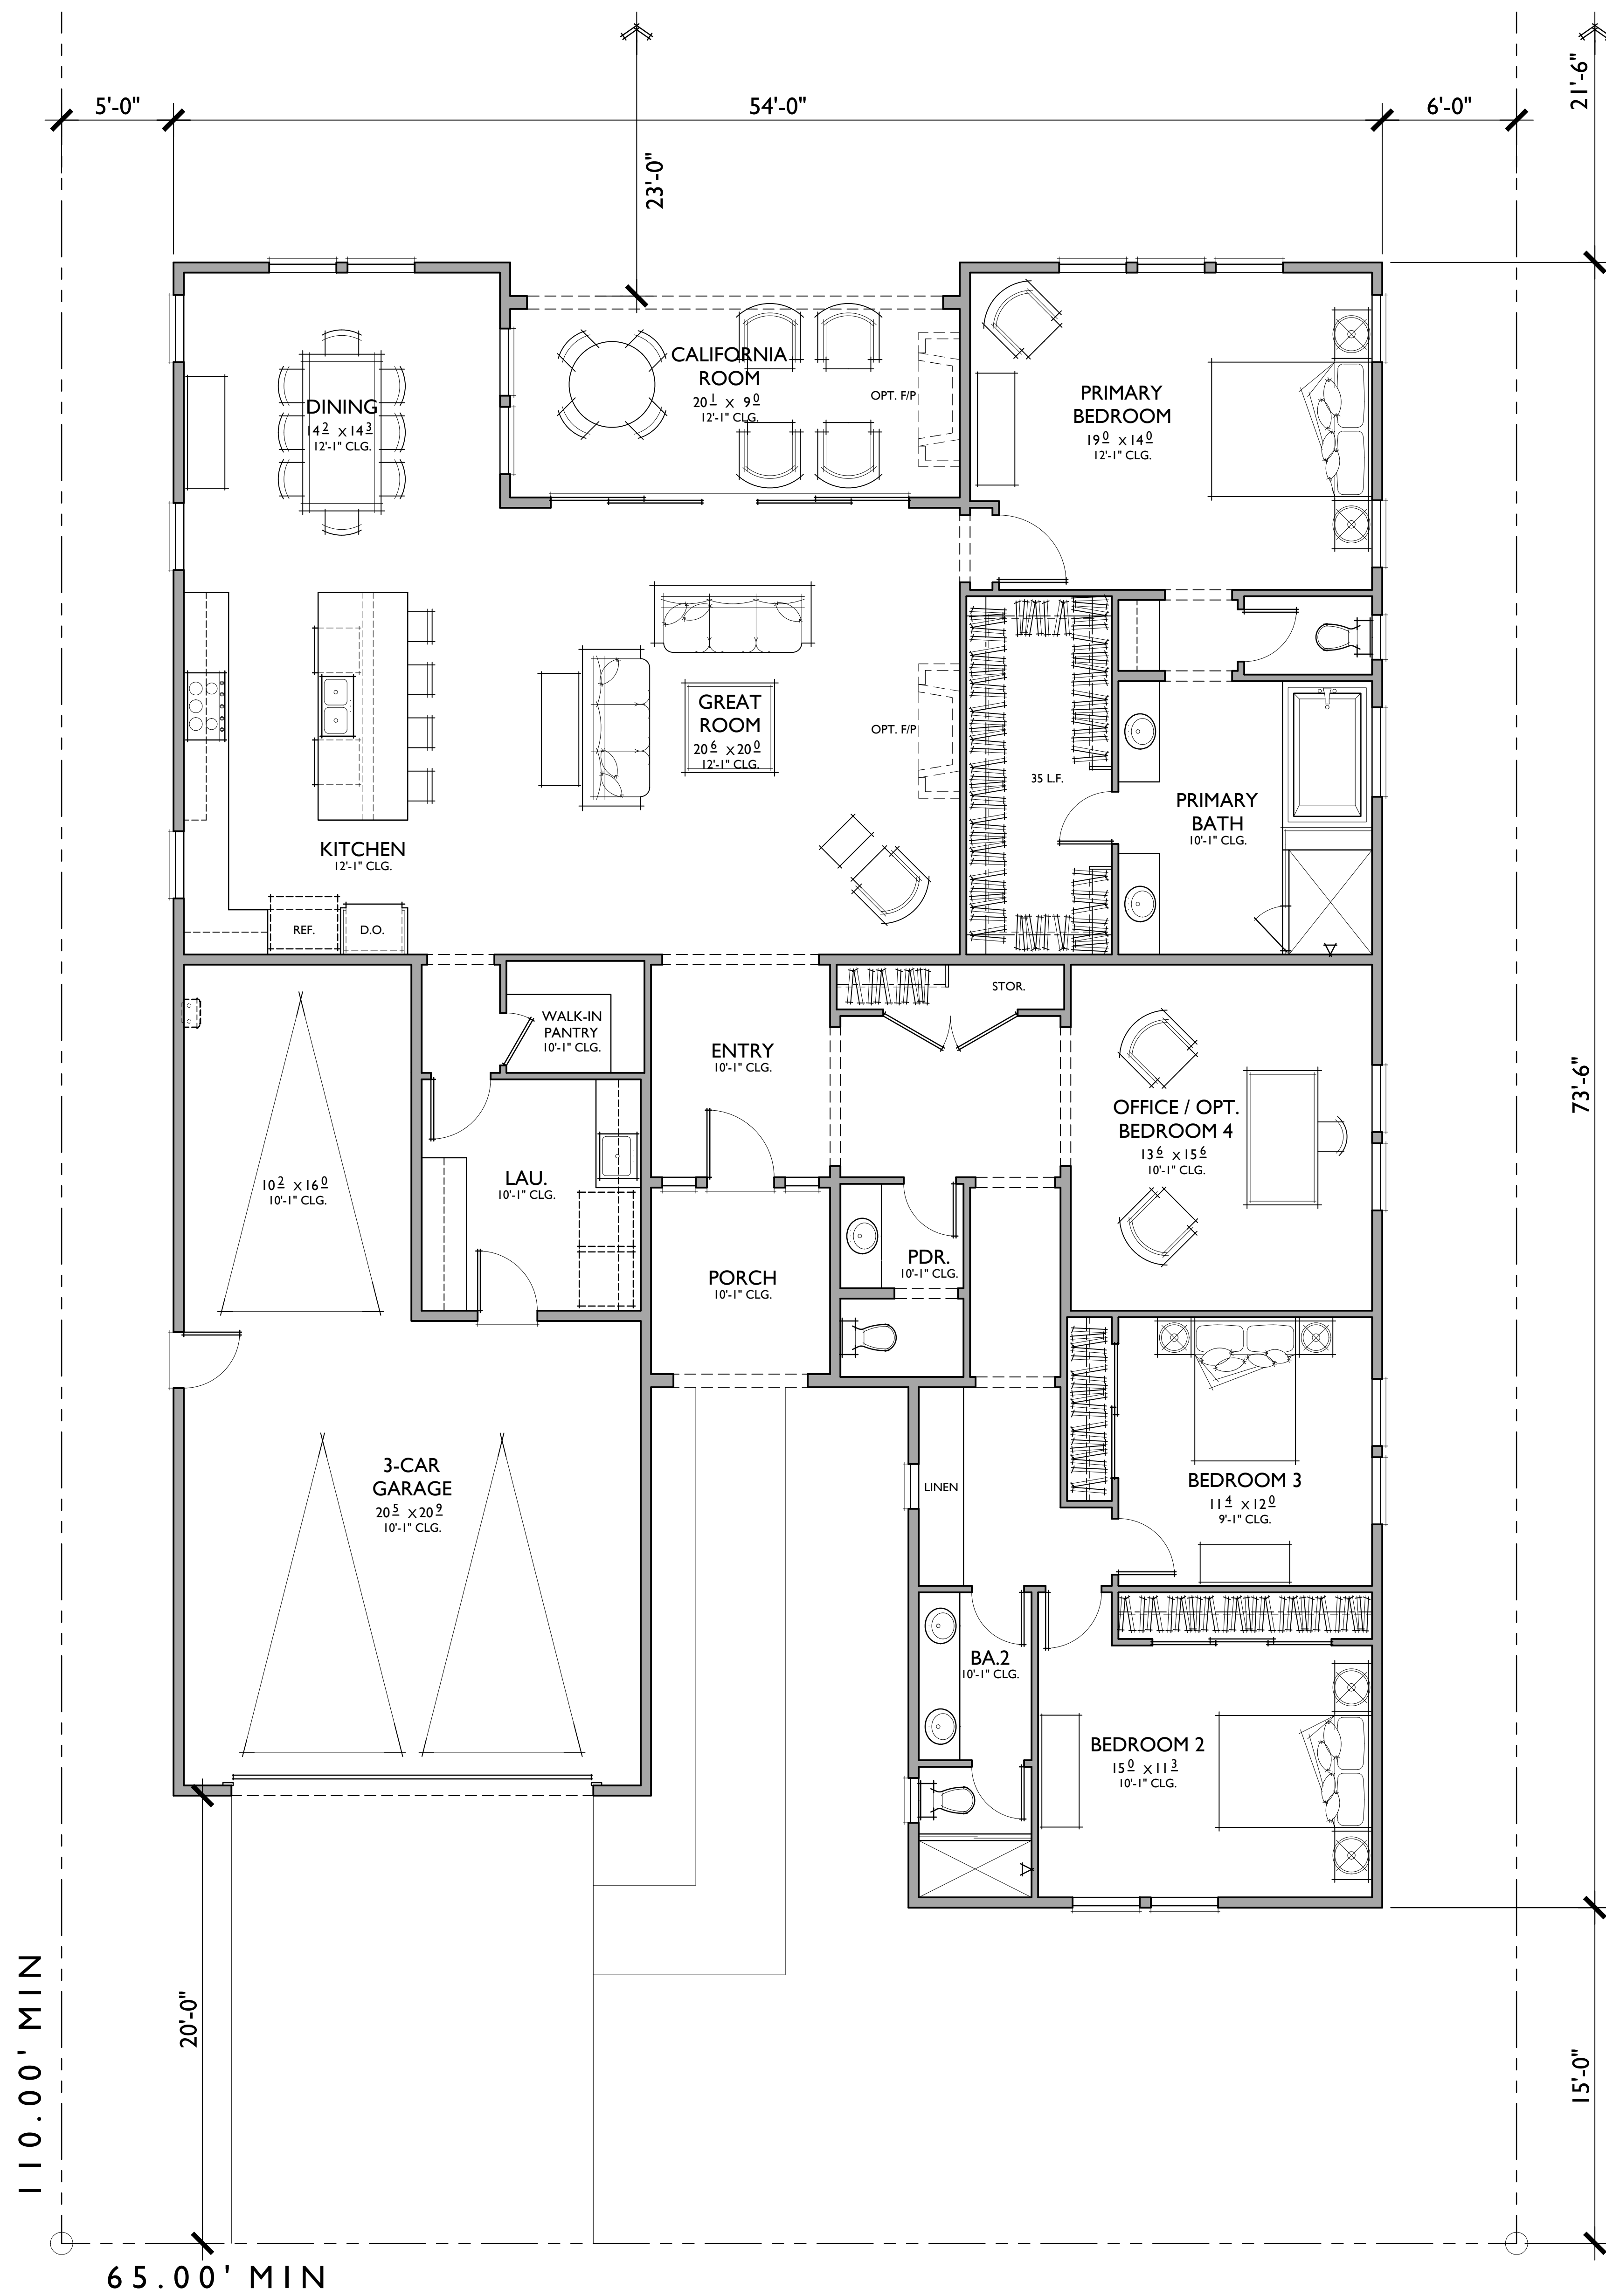 5'-0"
54'-0"
6'-0"
21'-6"
23'-0"
DINING
14 2 x 14 3
12'-1" CLG.
CALIFORNIA
ROOM
20 1 x 9 0
12'-1" CLG.
OPT. F/P
PRIMARY
BEDROOM
19 0 x 14 0
12'-1" CLG.
GREAT
ROOM
20 6 x 20 0
12'-1" CLG.
OPT. F/P
35 L.F.
PRIMARY
BATH
10'-1" CLG.
KITCHEN
12'-1" CLG.
REF.
D.O.
WALK-IN
PANTRY
10'-1" CLG.
ENTRY
10'-1" CLG.
STOR.
OFFICE / OPT.
BEDROOM 4
13 6 x 15 6
10'-1" CLG.
73'-6"
10 2 x 16 0
10'-1" CLG.
LAU.
10'-1" CLG.
PORCH
10'-1" CLG.
PDR.
10'-1" CLG.
3-CAR
GARAGE
20 5 x 20 9
10'-1" CLG.
LINEN
BEDROOM 3
11 4 x 12 0
9'-1" CLG.
BA.2
10'-1" CLG.
BEDROOM 2
15 0 x 11 3
10'-1" CLG.
110.00' MIN
20'-0"
15'-0"
65.00' MIN